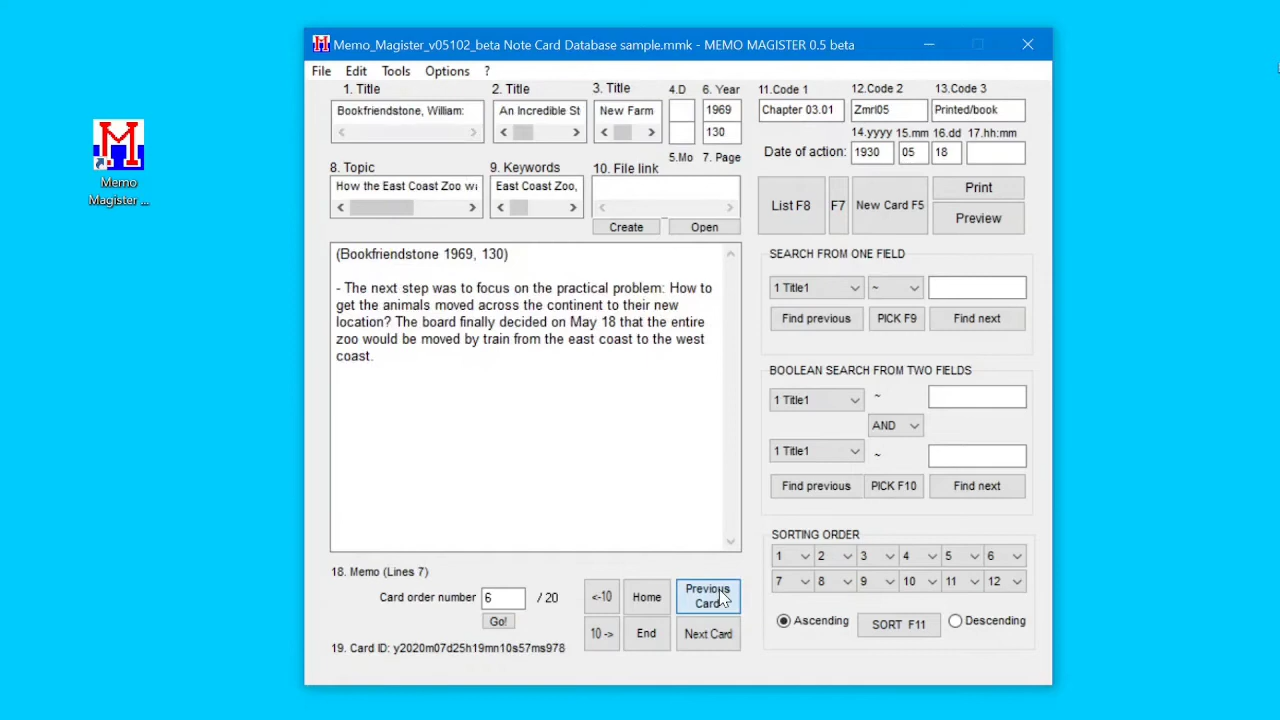 Memo_Magister_v05102_beta Note Card Database sample.mmk - MEMO MAGISTER 0.5 beta
File Edit Tools Options ?
1. Title 2. Title 3. Title 4.D 6. Year 11.Code 1 12.Code 2 13.Code 3
Bookfriendstone, William: An Incredible St New Farm 1969 Chapter 03.01 Zmrl05 Printed/book
130
14.yyyy 15.mm 16.dd 17.hh:mm
Date of action: 1930 05 18
5.Mo 7. Page
8. Topic 9. Keywords 10. File link
How the East Coast Zoo wa East Coast Zoo,
Create Open
List F8 F7 New Card F5 Print
Preview
Memo
Magister ...
(Bookfriendstone 1969, 130)
- The next step was to focus on the practical problem: How to
get the animals moved across the continent to their new
location? The board finally decided on May 18 that the entire
zoo would be moved by train from the east coast to the west
coast.
SEARCH FROM ONE FIELD
1 Title1 ~
Find previous PICK F9 Find next
BOOLEAN SEARCH FROM TWO FIELDS
1 Title1 ~
AND
1 Title1 ~
Find previous PICK F10 Find next
SORTING ORDER
1 2 3 4 5 6
7 8 9 10 11 12
Ascending SORT F11 Descending
18. Memo (Lines 7)
Card order number 6 / 20
Go!
<-10 Home Previous Card
10 -> End Next Card
19. Card ID: y2020m07d25h19mn10s57ms978